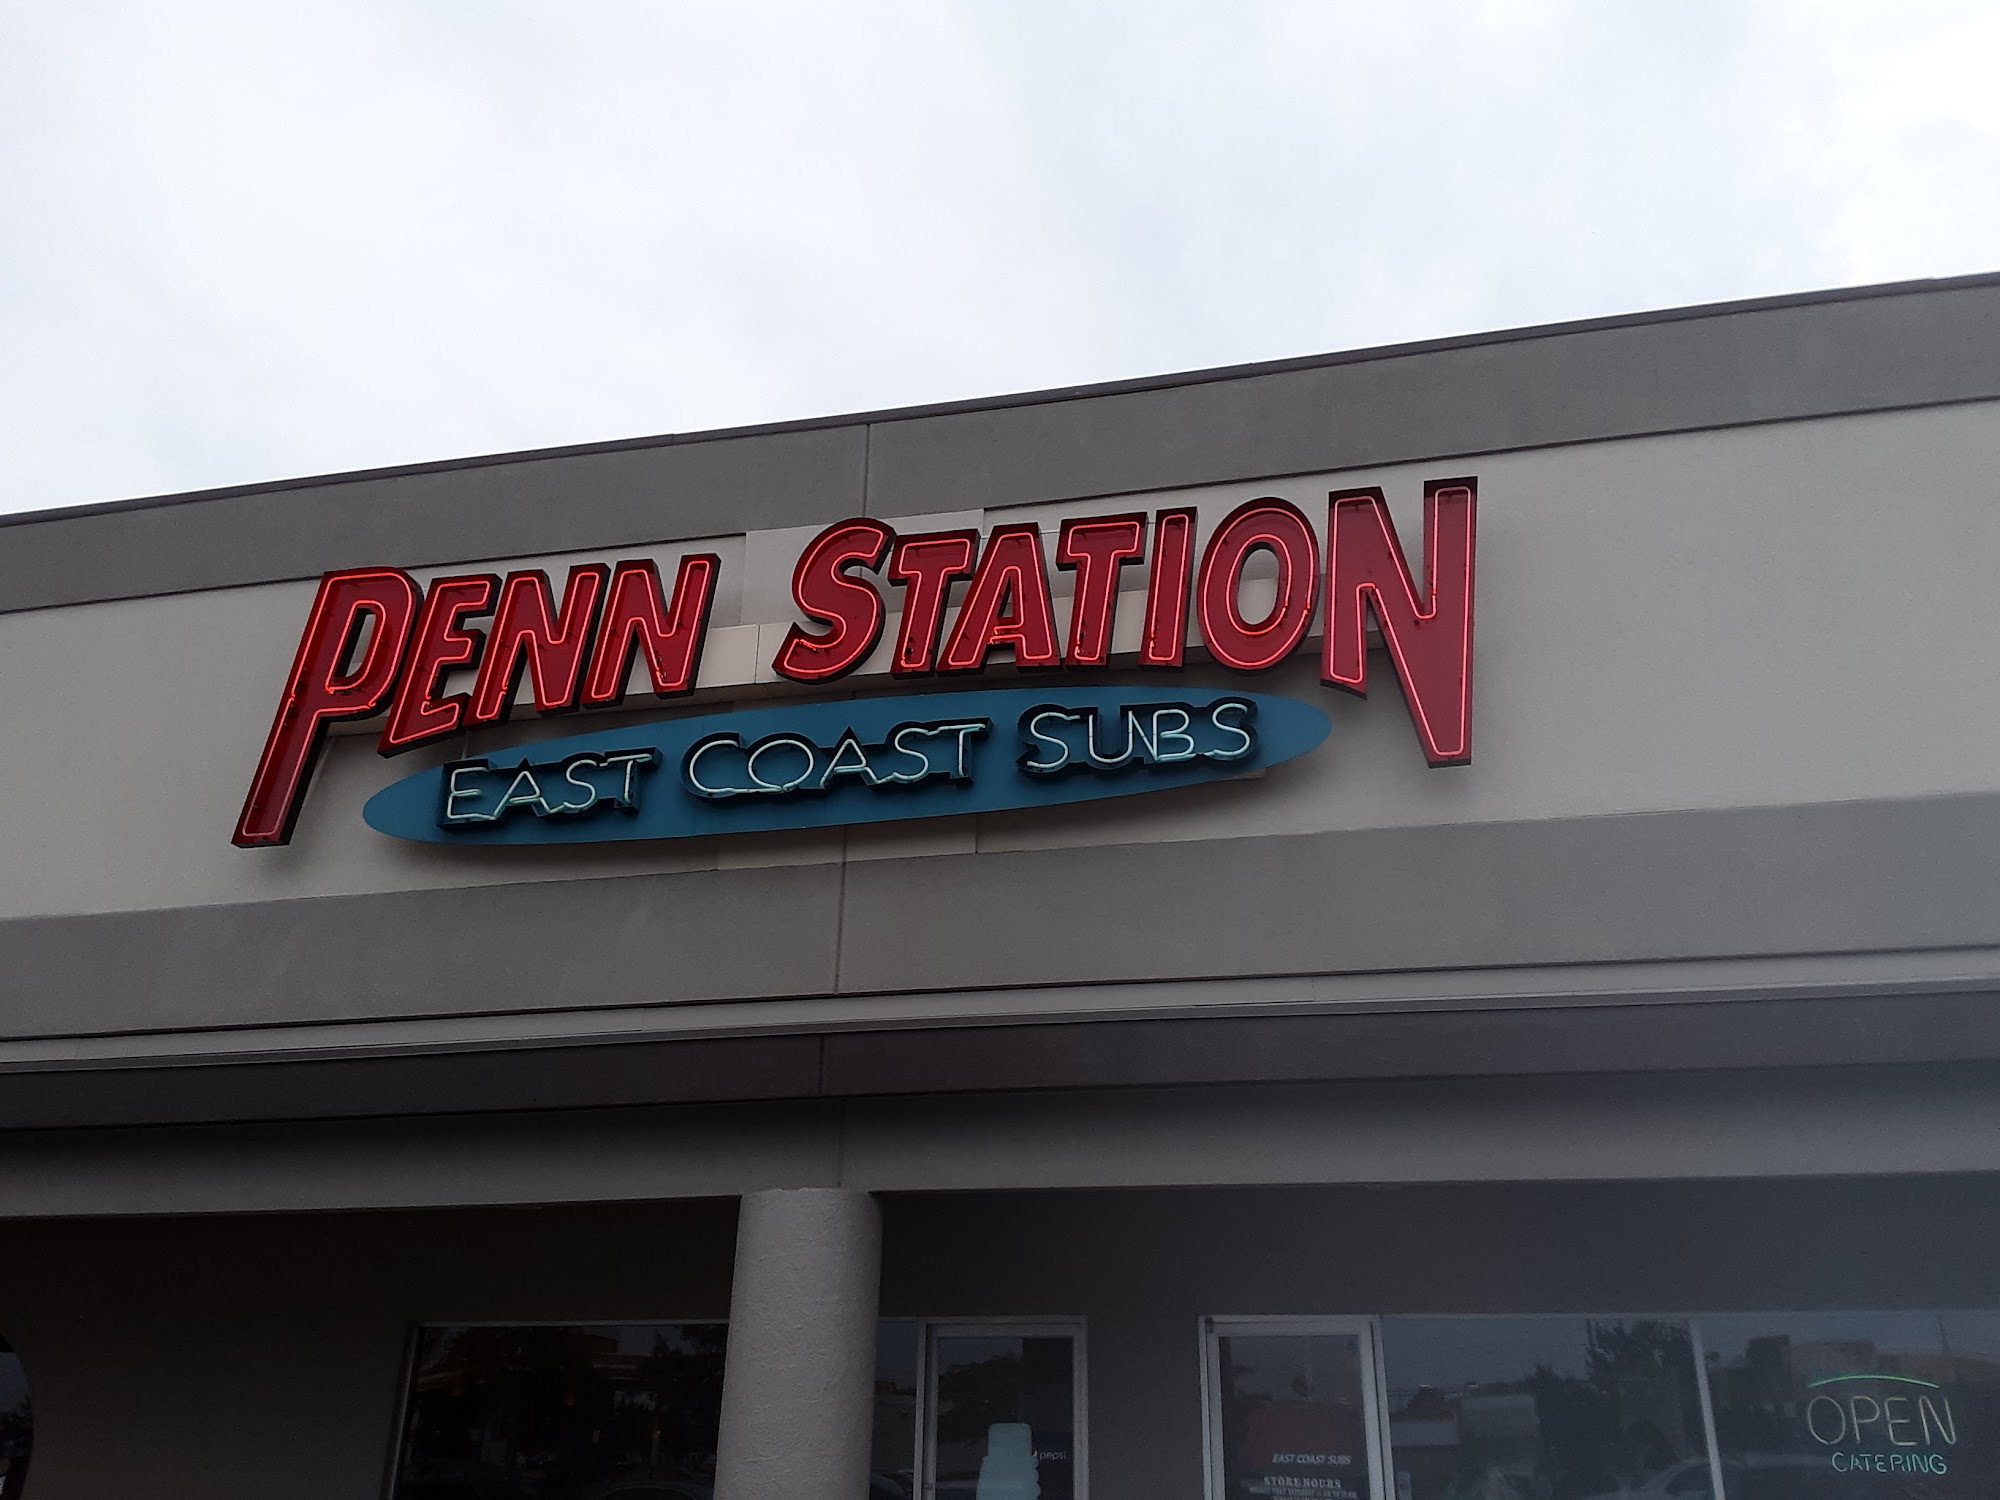 PENN STATION
EAST COAST SUBS
pepsi
EAST COAST SUBS
STORE HOURS
OPEN
CATERING